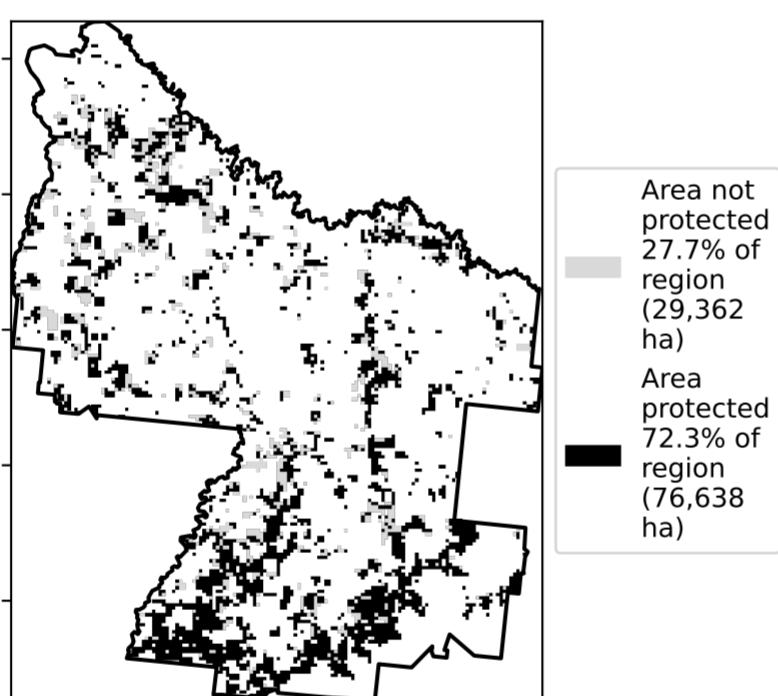 Area not
protected
27.7% of
region
(29,362
ha)
Area
protected
72.3% of
region
(76,638
ha)